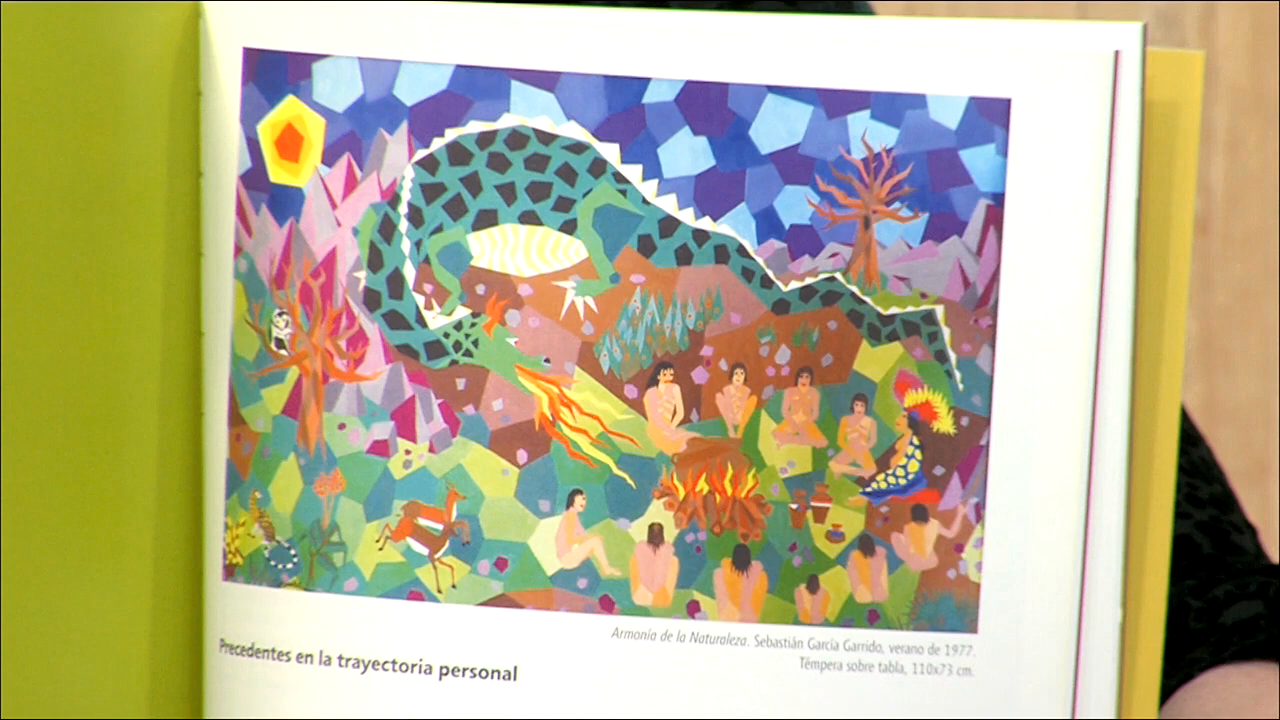 Armonía de la Naturaleza. Sebastián García Garrido, verano de 1977.
Témpera sobre tabla, 110x73 cm.
Precedentes en la trayectoria personal